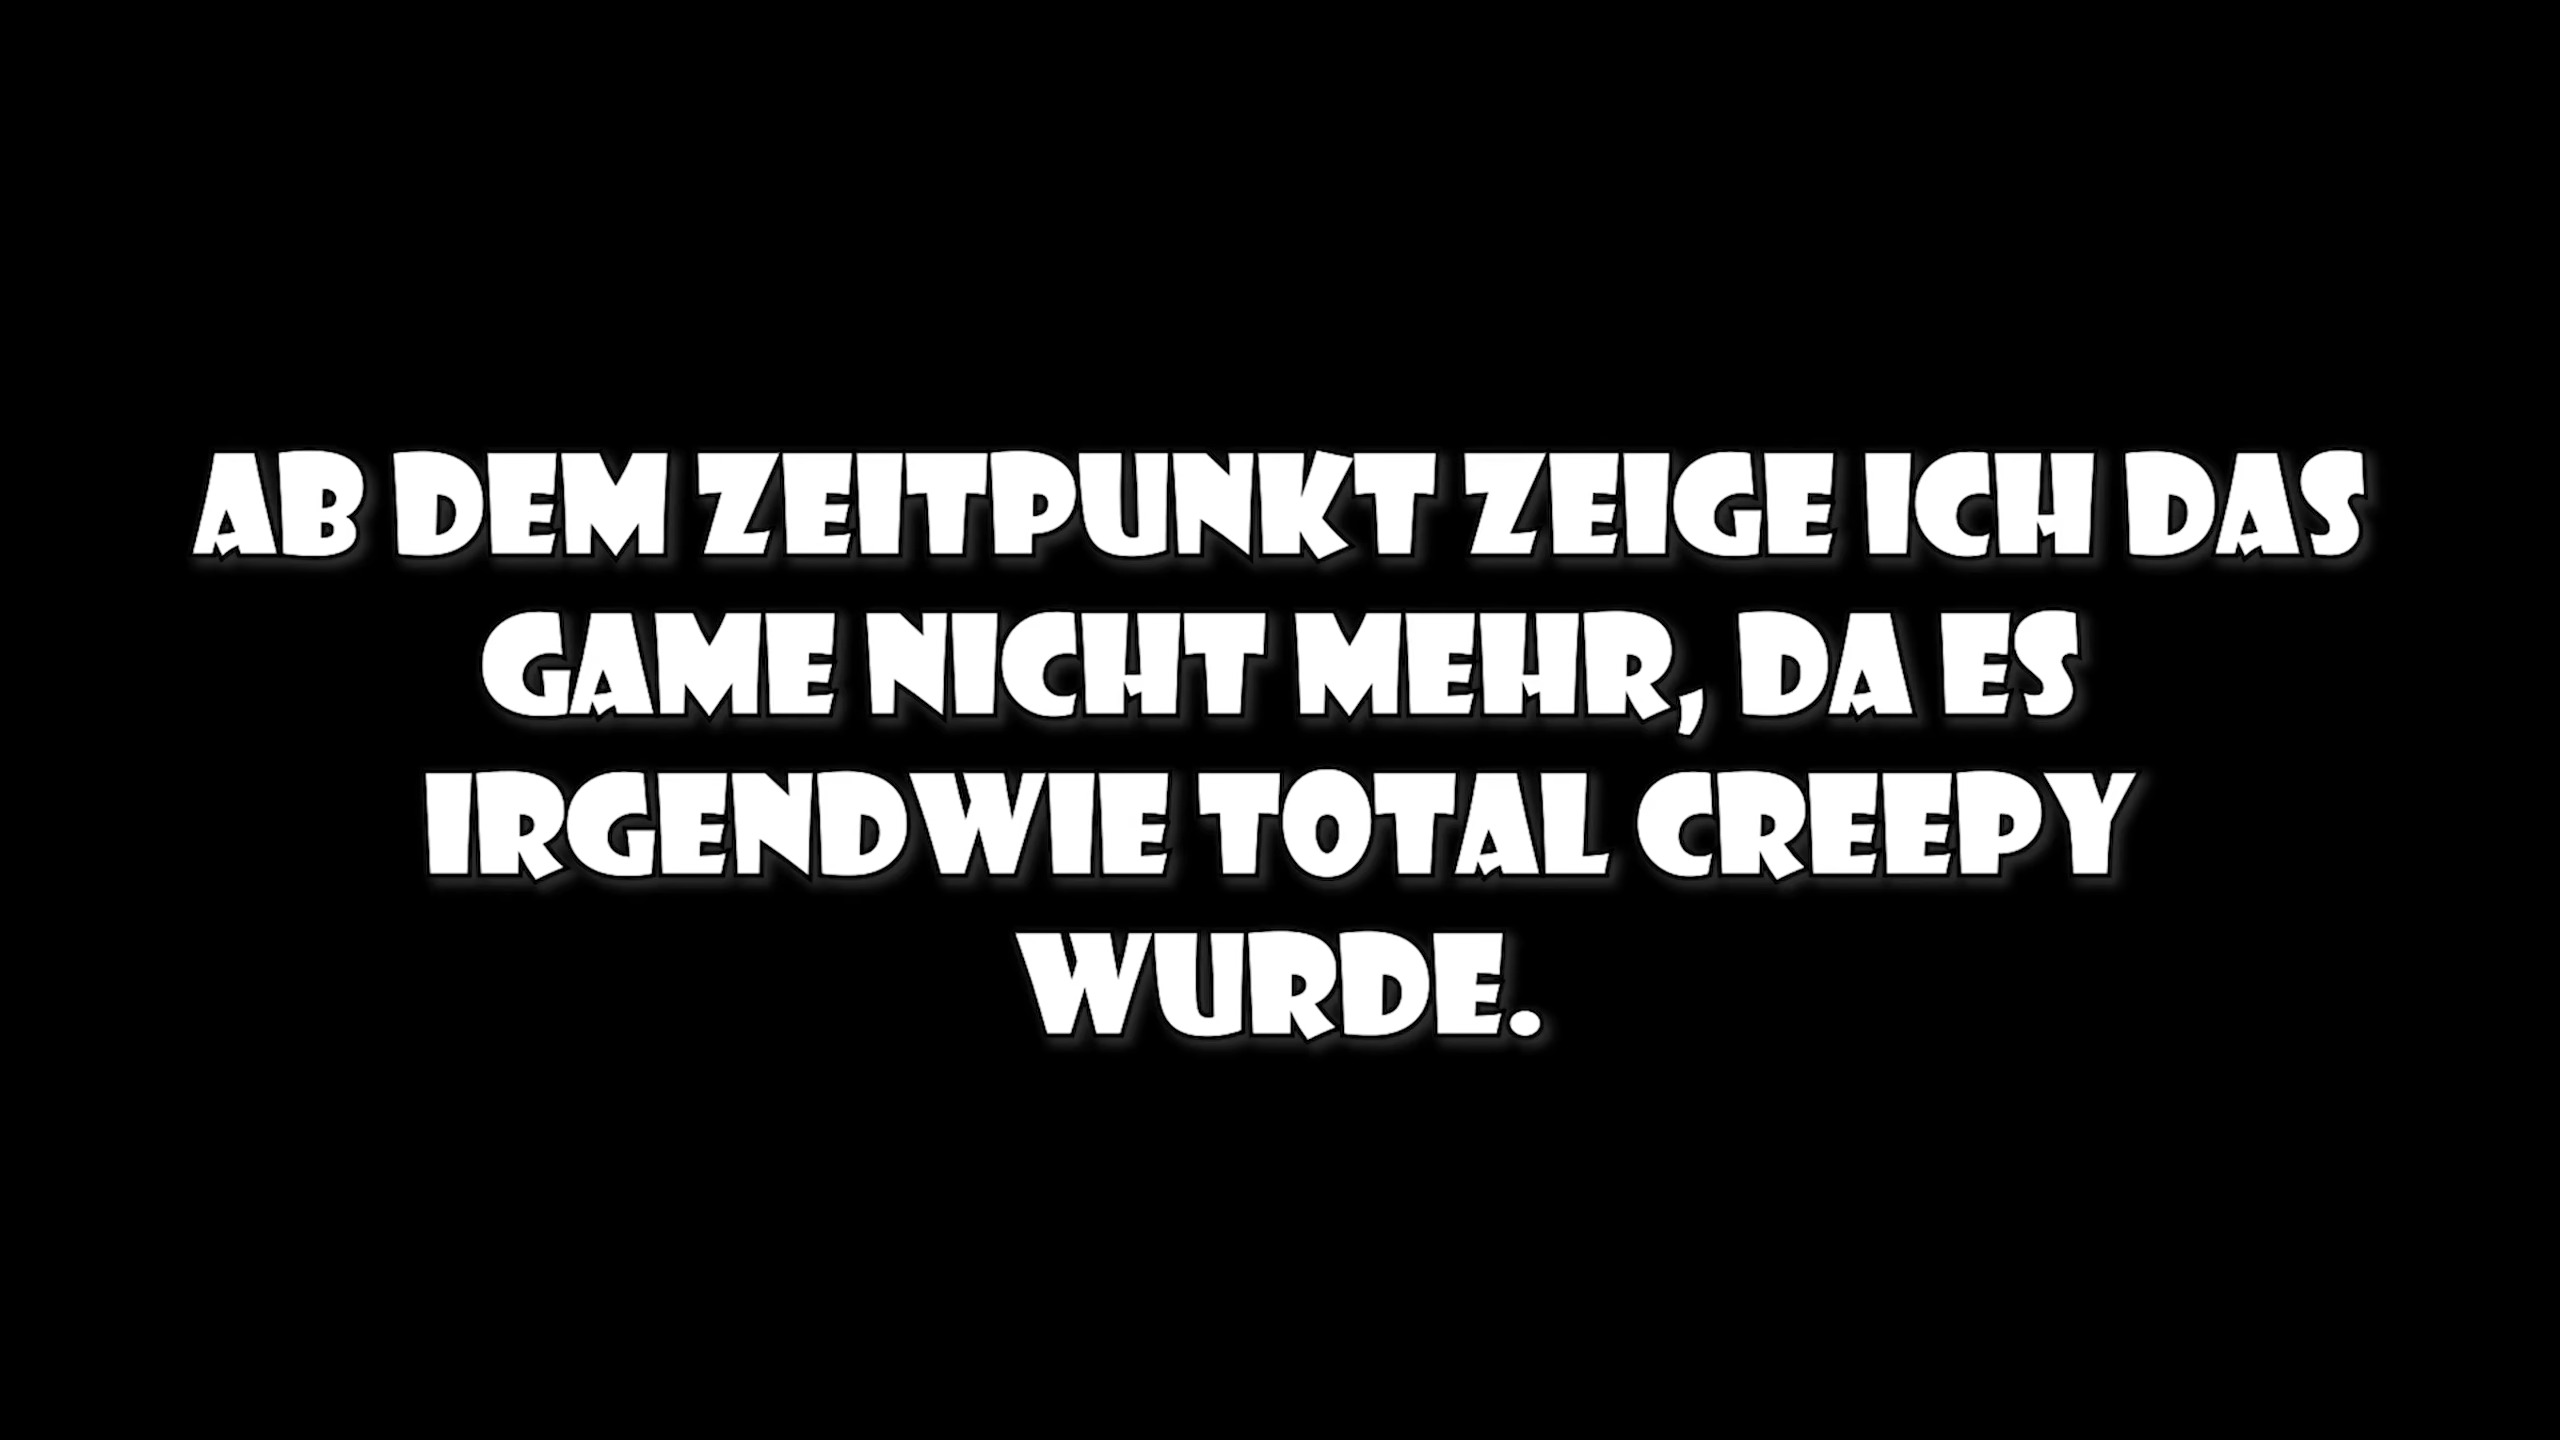 AB DEM ZEITPUNKT ZEIGE ICH DAS
GAME NICHT MEHR, DA ES
IRGENDWIE TOTAL CREEPY
WURDE.